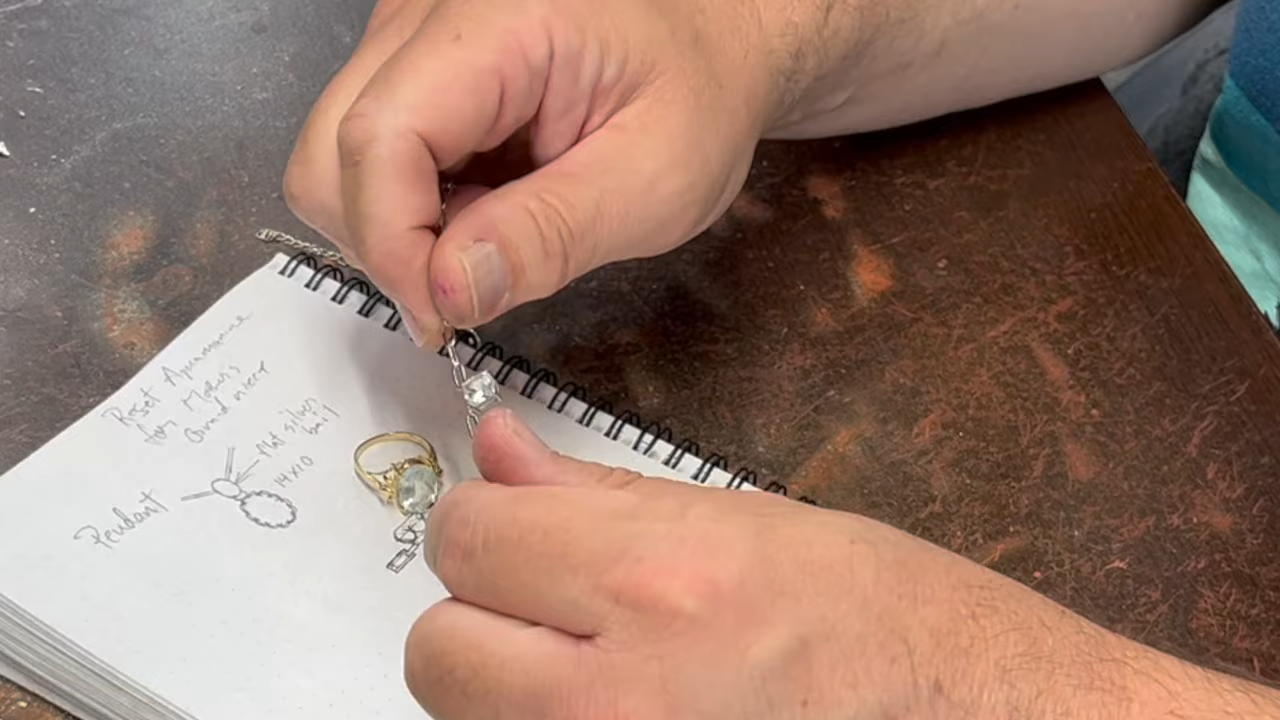 Reset Aquamarine
for Mother's
Grand niece
flat silver
bail
14x10
Pendant